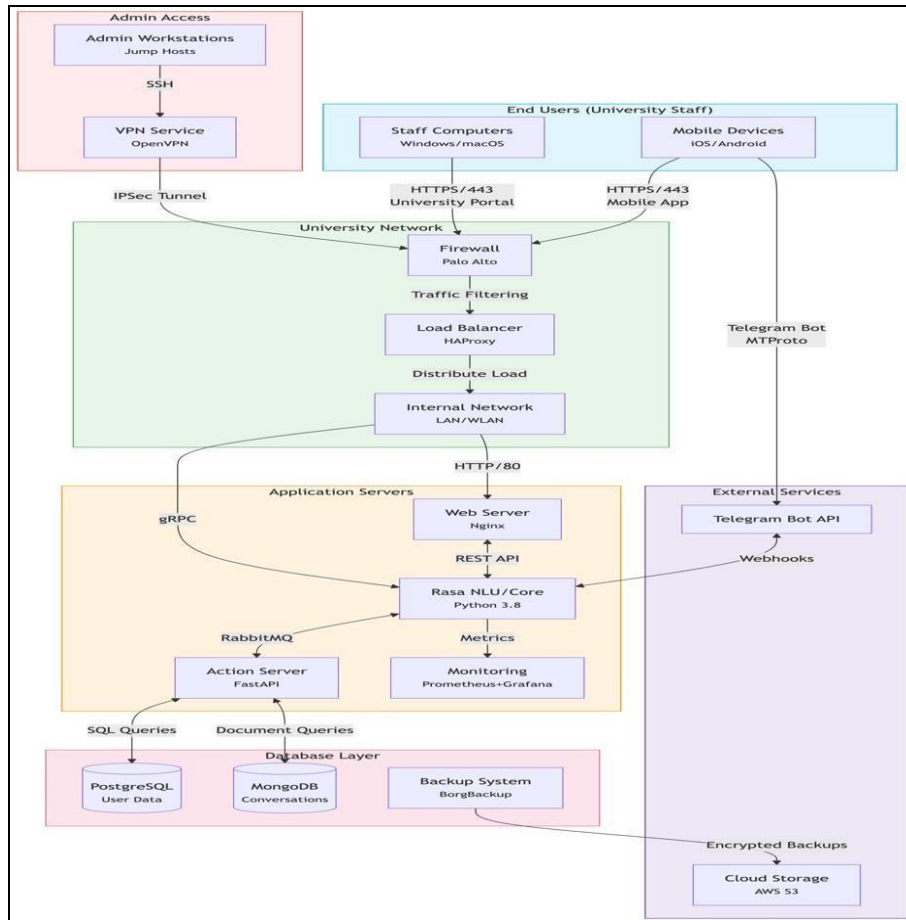 Admin Access
Admin Workstations
Jump Hosts
SSH
End Users (University Staff)
VPN Service
OpenVPN
Staff Computers
Windows/macOS
Mobile Devices
iOS/Android
IPSec Tunnel
HTTPS/443
University Portal
HTTPS/443
Mobile App
University Network
Firewall
Palo Alto
Traffic Filtering
Load Balancer
HAProxy
Telegram Bot
MTProto
Distribute Load
Internal Network
LAN/WLAN
HTTP/80
Application Servers
External Services
gRPC
Web Server
Nginx
Telegram Bot API
REST API
Webhooks
Rasa NLU/Core
Python 3.8
RabbitMQ
Metrics
Action Server
FastAPI
Monitoring
Prometheus+Grafana
SQL Queries
Document Queries
Database Layer
PostgreSQL
User Data
MongoDB
Conversations
Backup System
BorgBackup
Encrypted Backups
Cloud Storage
AWS S3